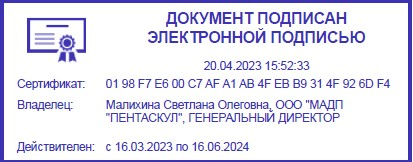 ДОКУМЕНТ ПОДПИСАН
ЭЛЕКТРОННОЙ ПОДПИСЬЮ
20.04.2023 15:52:33
Сертификат: 01 98 F7 E6 00 C7 AF A1 AB 4F EB B9 31 4F 92 6D F4
Владелец: Малихина Светлана Олеговна, ООО "МАДП
"ПЕНТАСКУЛ", ГЕНЕРАЛЬНЫЙ ДИРЕКТОР
Действителен: с 16.03.2023 по 16.06.2024